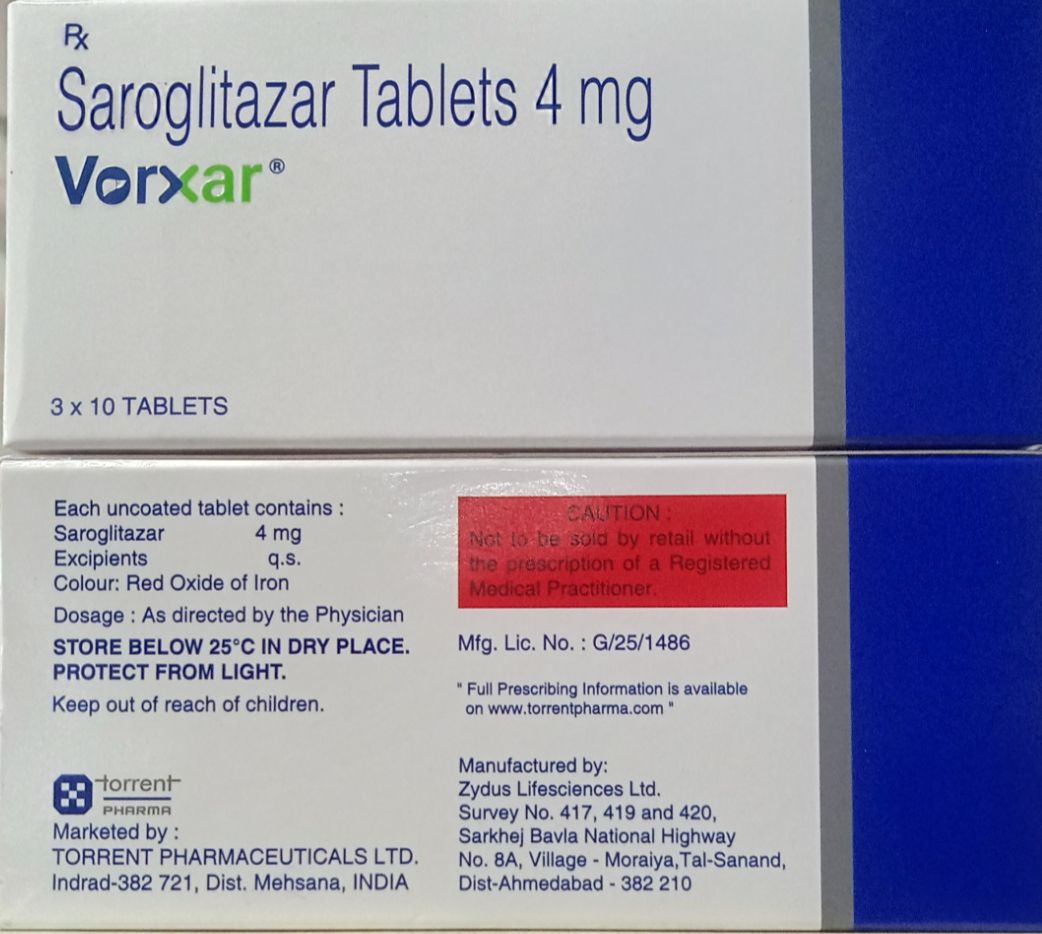 Rx
Saroglitazar Tablets 4 mg
Vorxar®
3 x 10 TABLETS
Each uncoated tablet contains :
Saroglitazar 4 mg
Excipients q.s.
Colour: Red Oxide of Iron
Dosage : As directed by the Physician
STORE BELOW 25°C IN DRY PLACE.
PROTECT FROM LIGHT.
Keep out of reach of children.
torrent
PHARMA
Marketed by :
TORRENT PHARMACEUTICALS LTD.
Indrad-382 721, Dist. Mehsana, INDIA
CAUTION :
Not to be sold by retail without
the prescription of a Registered
Medical Practitioner.
Mfg. Lic. No. : G/25/1486
" Full Prescribing Information is available
on www.torrentpharma.com "
Manufactured by:
Zydus Lifesciences Ltd.
Survey No. 417, 419 and 420,
Sarkhej Bavla National Highway
No. 8A, Village - Moraiya,Tal-Sanand,
Dist-Ahmedabad - 382 210